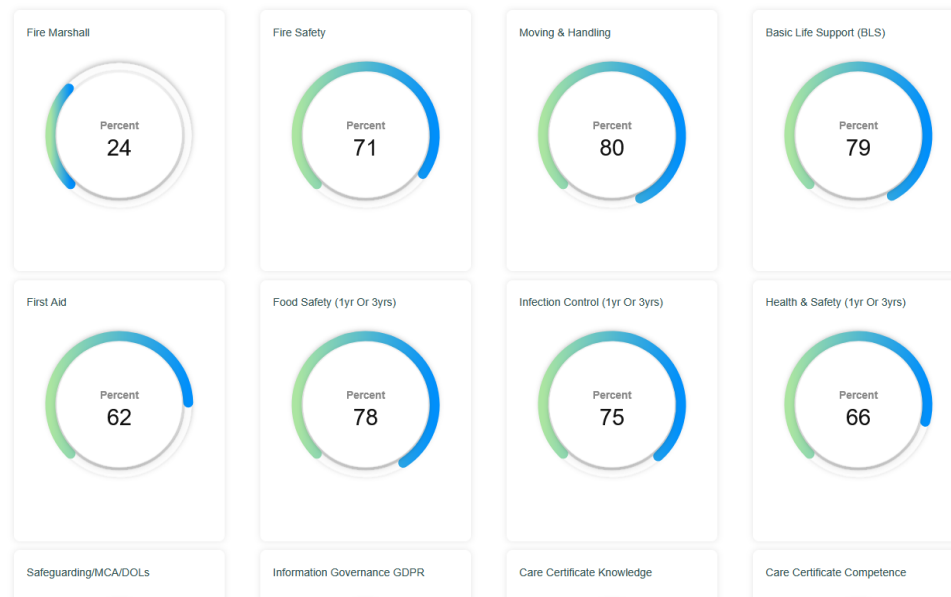 Fire Marshall
Percent
24
Fire Safety
Percent
71
Moving & Handling
Percent
80
Basic Life Support (BLS)
Percent
79
First Aid
Percent
62
Food Safety (1yr Or 3yrs)
Percent
78
Infection Control (1yr Or 3yrs)
Percent
75
Health & Safety (1yr Or 3yrs)
Percent
66
Safeguarding/MCA/DOLs
Information Governance GDPR
Care Certificate Knowledge
Care Certificate Competence